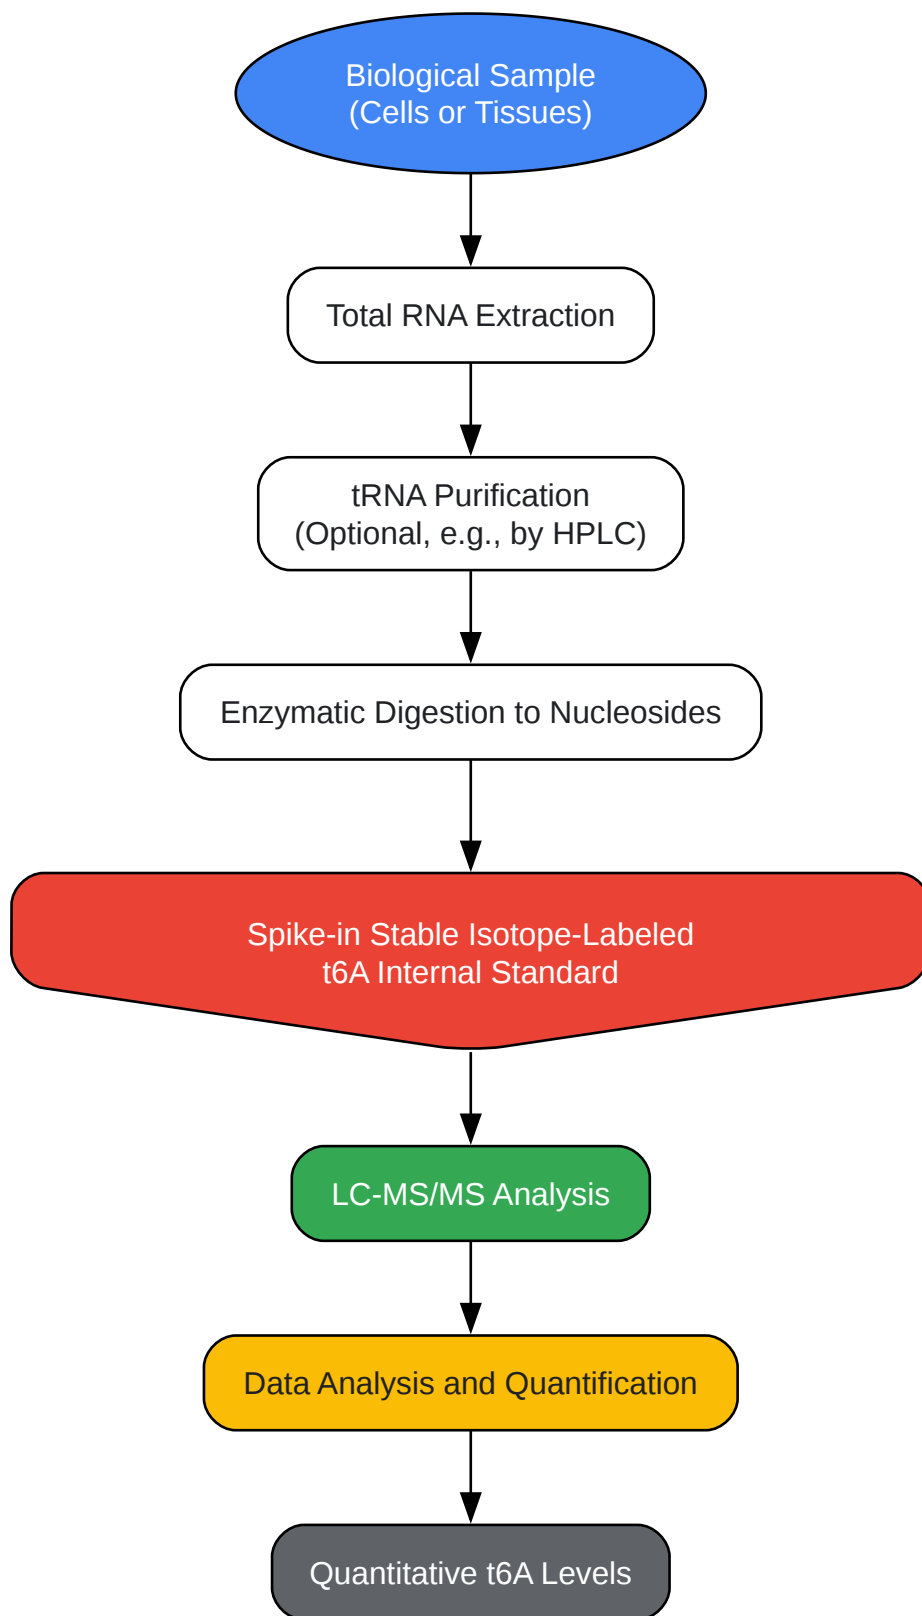 Biological Sample
(Cells or Tissues)
Total RNA Extraction
tRNA Purification
(Optional, e.g., by HPLC)
Enzymatic Digestion to Nucleosides
Spike-in Stable Isotope-Labeled
t6A Internal Standard
LC-MS/MS Analysis
Data Analysis and Quantification
Quantitative t6A Levels